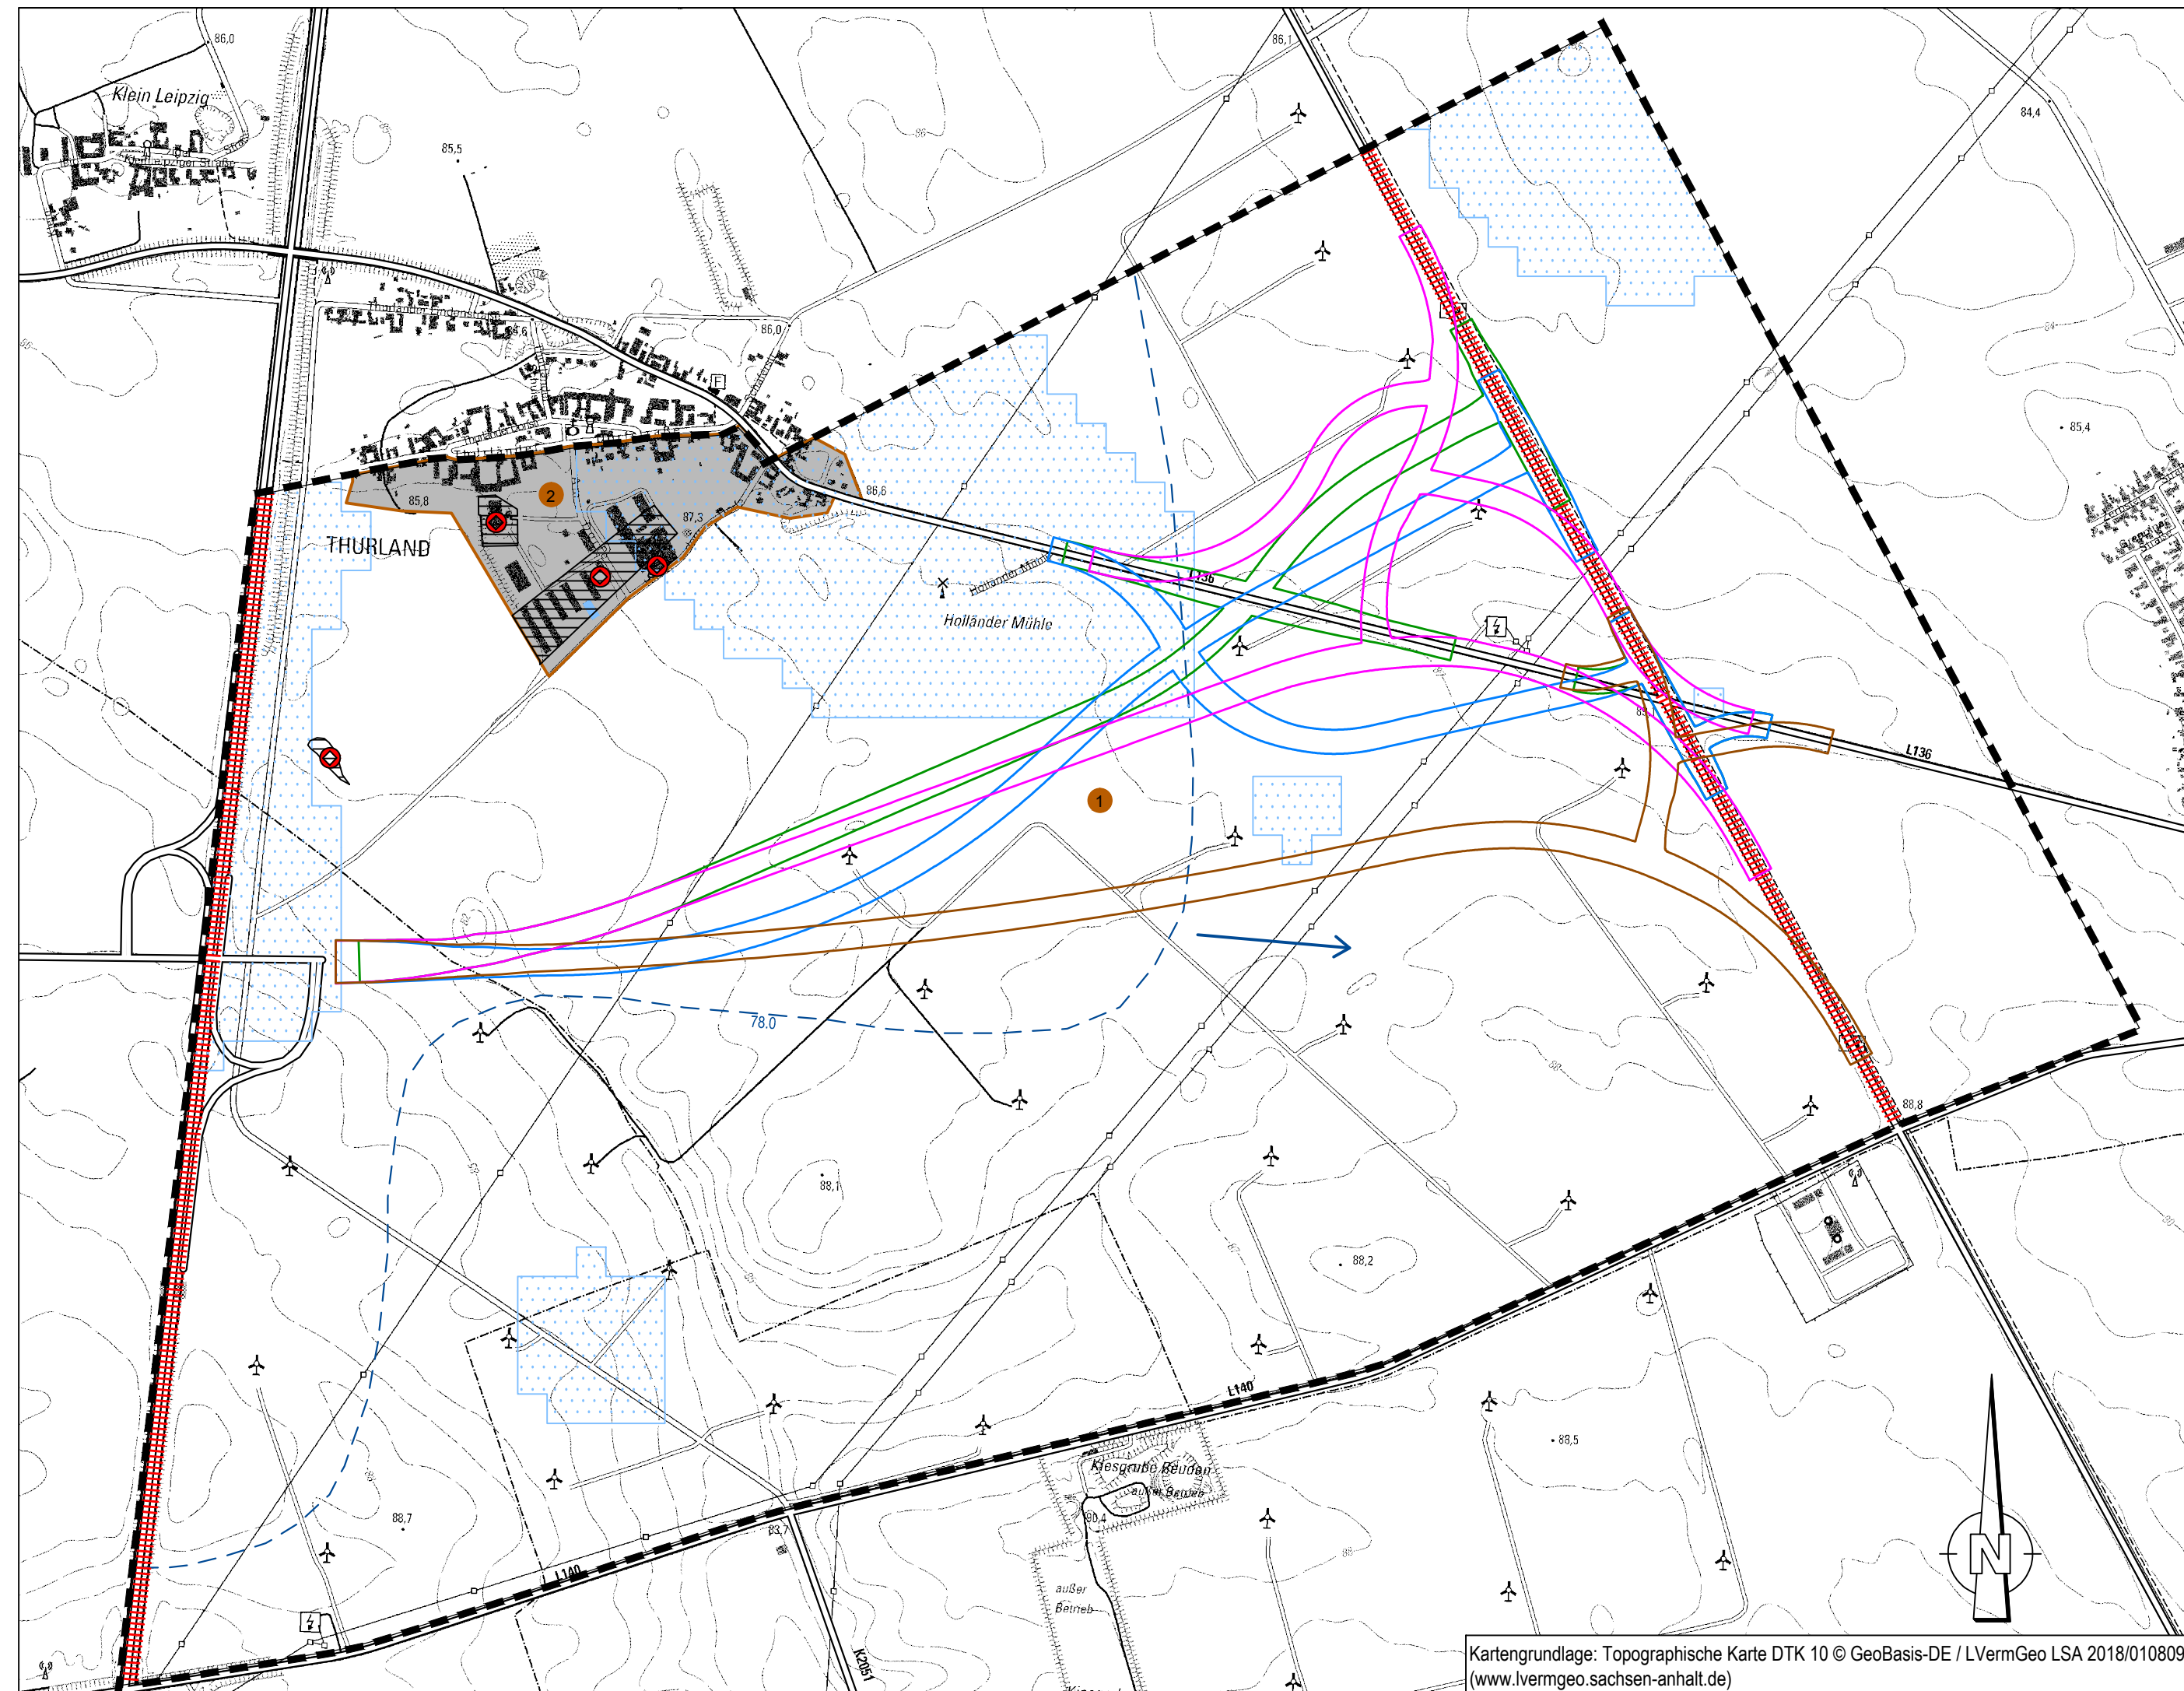 86,0
86,1
Klein Leipzig
84,4
85,5
86,0
F
85,4
86,6
85,8
2
87,3
THURLAND
L136
Holländer Mühle
L136
1
78.0
88,8
88,1
88,2
L140
88,5
Kiesgrube Reuden
außer Betrieb
88,7
83,7
90,4
L140
außer
Betrieb
N
K2051
Kartengrundlage: Topographische Karte DTK 10 © GeoBasis-DE / LVermGeo LSA 2018/010809
(www.lvermgeo.sachsen-anhalt.de)